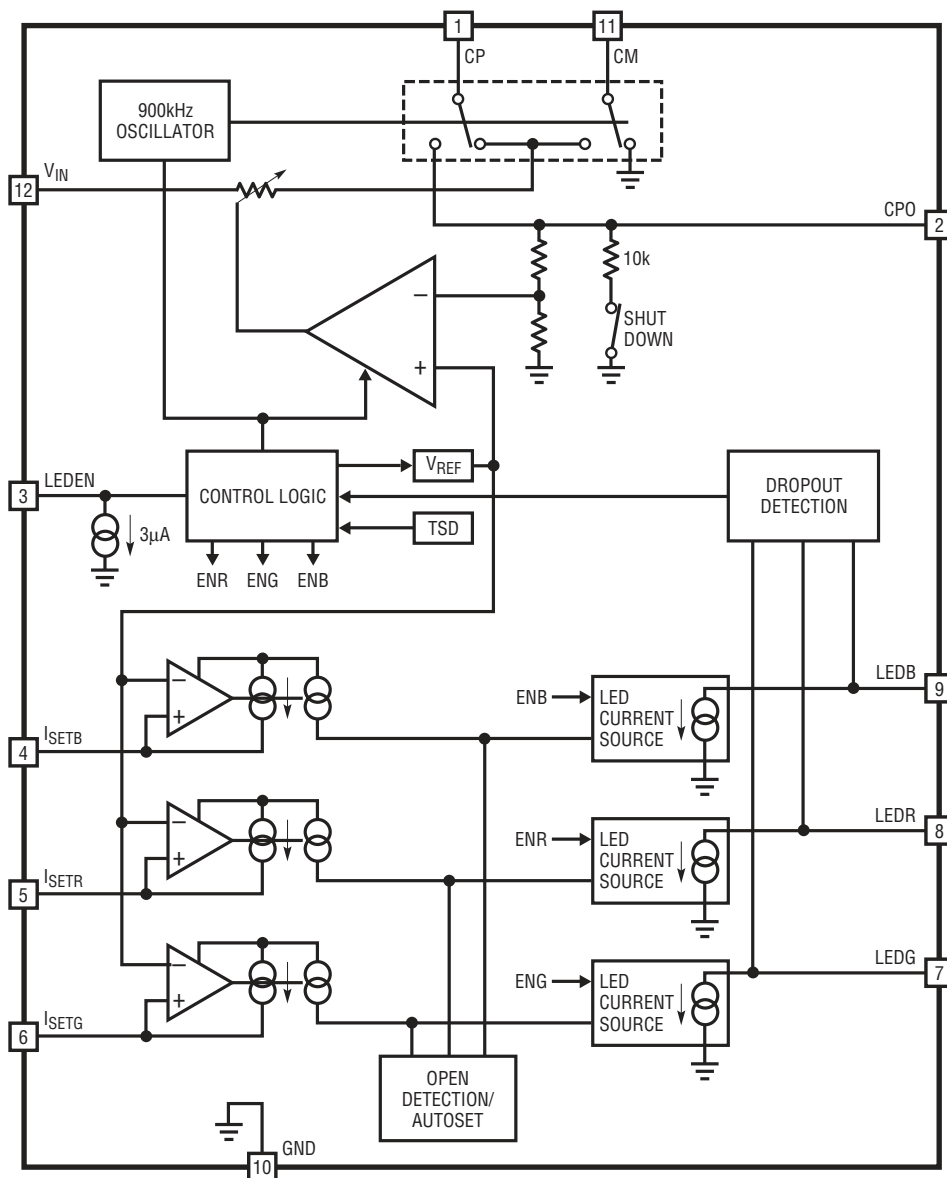 1
11
CP
CM
900kHz
OSCILLATOR
VIN
12
CPO
2
10k
−
+
SHUT
DOWN
LEDEN
3
CONTROL LOGIC
VREF
TSD
DROPOUT
DETECTION
3µA
ENR
ENG
ENB
−
+
ISETB
4
ENB
LED
CURRENT
SOURCE
LEDB
9
−
+
ISETR
5
ENR
LED
CURRENT
SOURCE
LEDR
8
−
+
ISETG
6
ENG
LED
CURRENT
SOURCE
LEDG
7
OPEN
DETECTION/
AUTOSET
GND
10